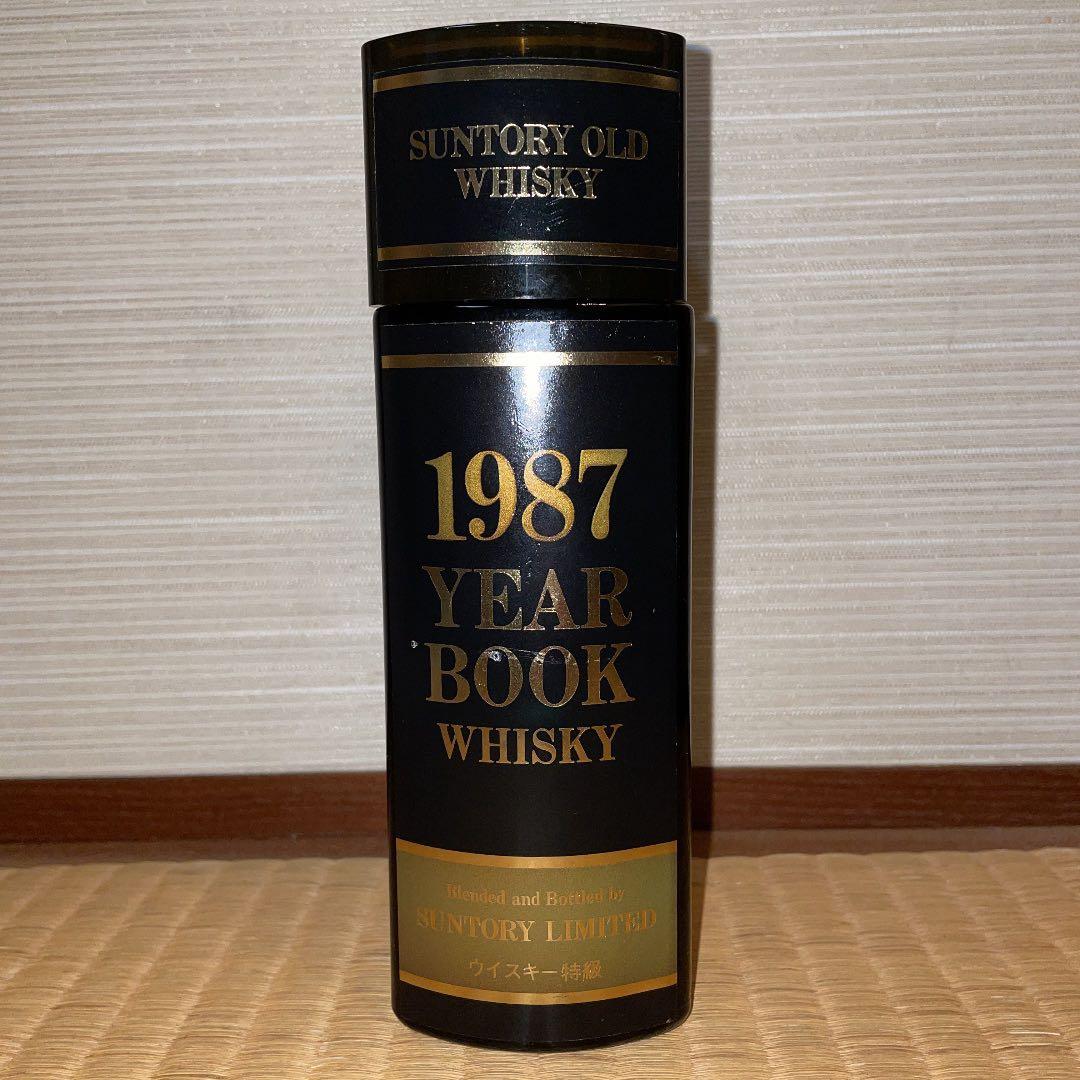 SUNTORY OLD
WHISKY
1987
YEAR
BOOK
WHISKY
Blended and Bottled by
SUNTORY LIMITED
ウイスキー特級